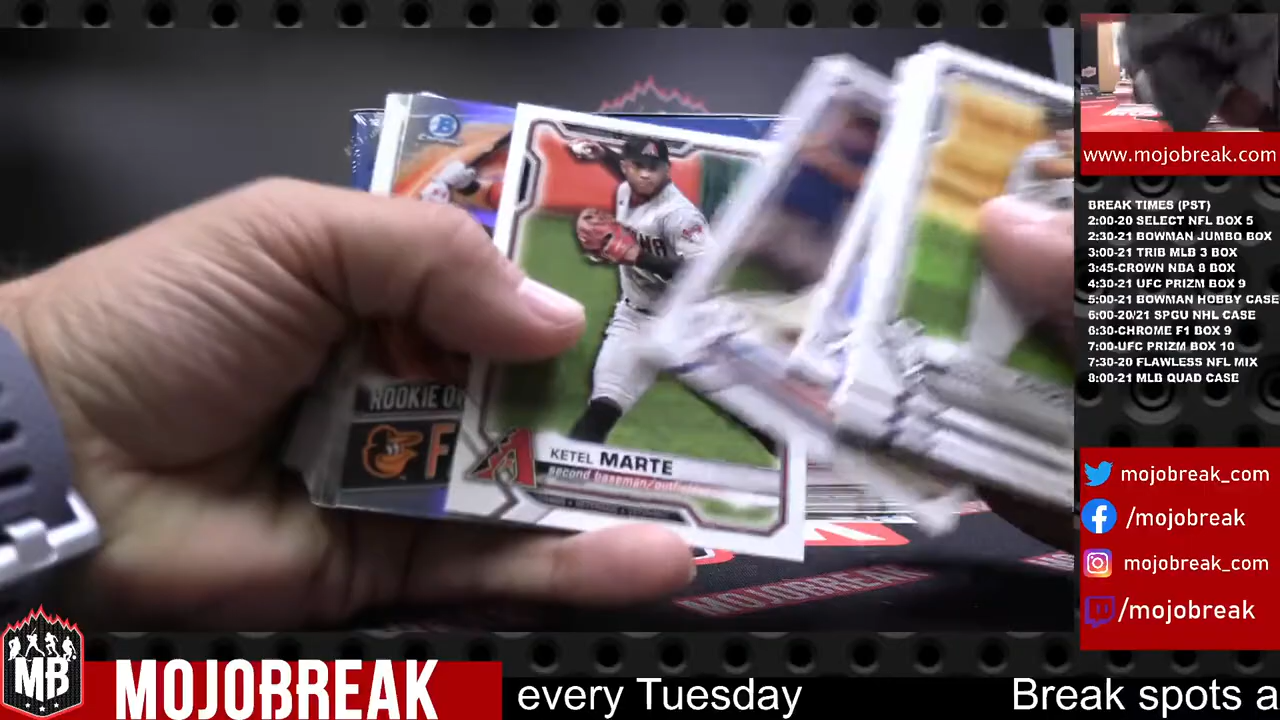 KETEL MARTE
second baseman/outfiel
ROOKIE O
F
www.mojobreak.com
BREAK TIMES (PST)
2:00-20 SELECT NFL BOX 5
2:30-21 BOWMAN JUMBO BOX
3:00-21 TRIB MLB 3 BOX
3:45-CROWN NBA 8 BOX
4:30-21 UFC PRIZM BOX 9
5:00-21 BOWMAN HOBBY CASE
6:00-20/21 SPGU NHL CASE
6:30-CHROME F1 BOX 9
7:00-UFC PRIZM BOX 10
7:30-20 FLAWLESS NFL MIX
8:00-21 MLB QUAD CASE
mojobreak_com
/mojobreak
mojobreak_com
/mojobreak
MOJOBREAK
MB
MOJOBREAK
every Tuesday
Break spots a